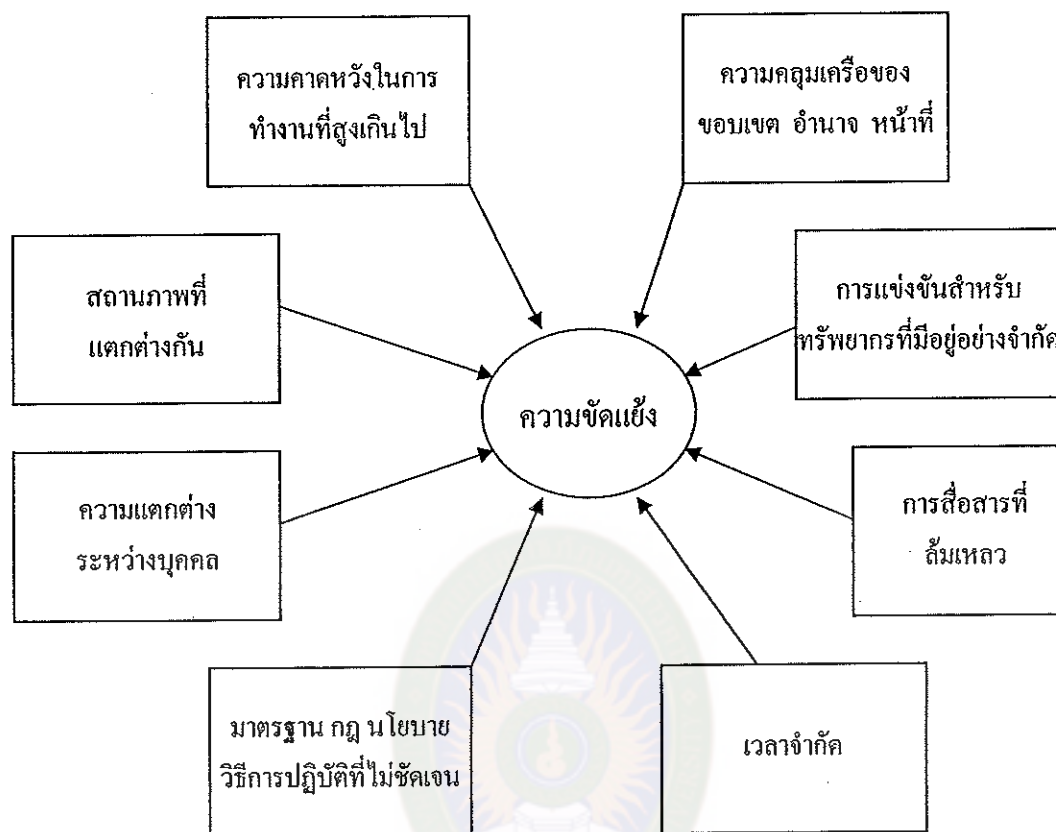 ความคาดหวังในการ
ทำงานที่สูงเกินไป
ความคลุมเครือของ
ขอบเขต อำนาจ หน้าที่
สถานภาพที่
แตกต่างกัน
การแข่งขันสำหรับ
ทรัพยากรที่มีอยู่อย่างจำกัด
ความขัดแย้ง
ความแตกต่าง
ระหว่างบุคคล
การสื่อสารที่
ล้มเหลว
มาตรฐาน กฎ นโยบาย
วิธีการปฏิบัติที่ไม่ชัดเจน
เวลาจำกัด